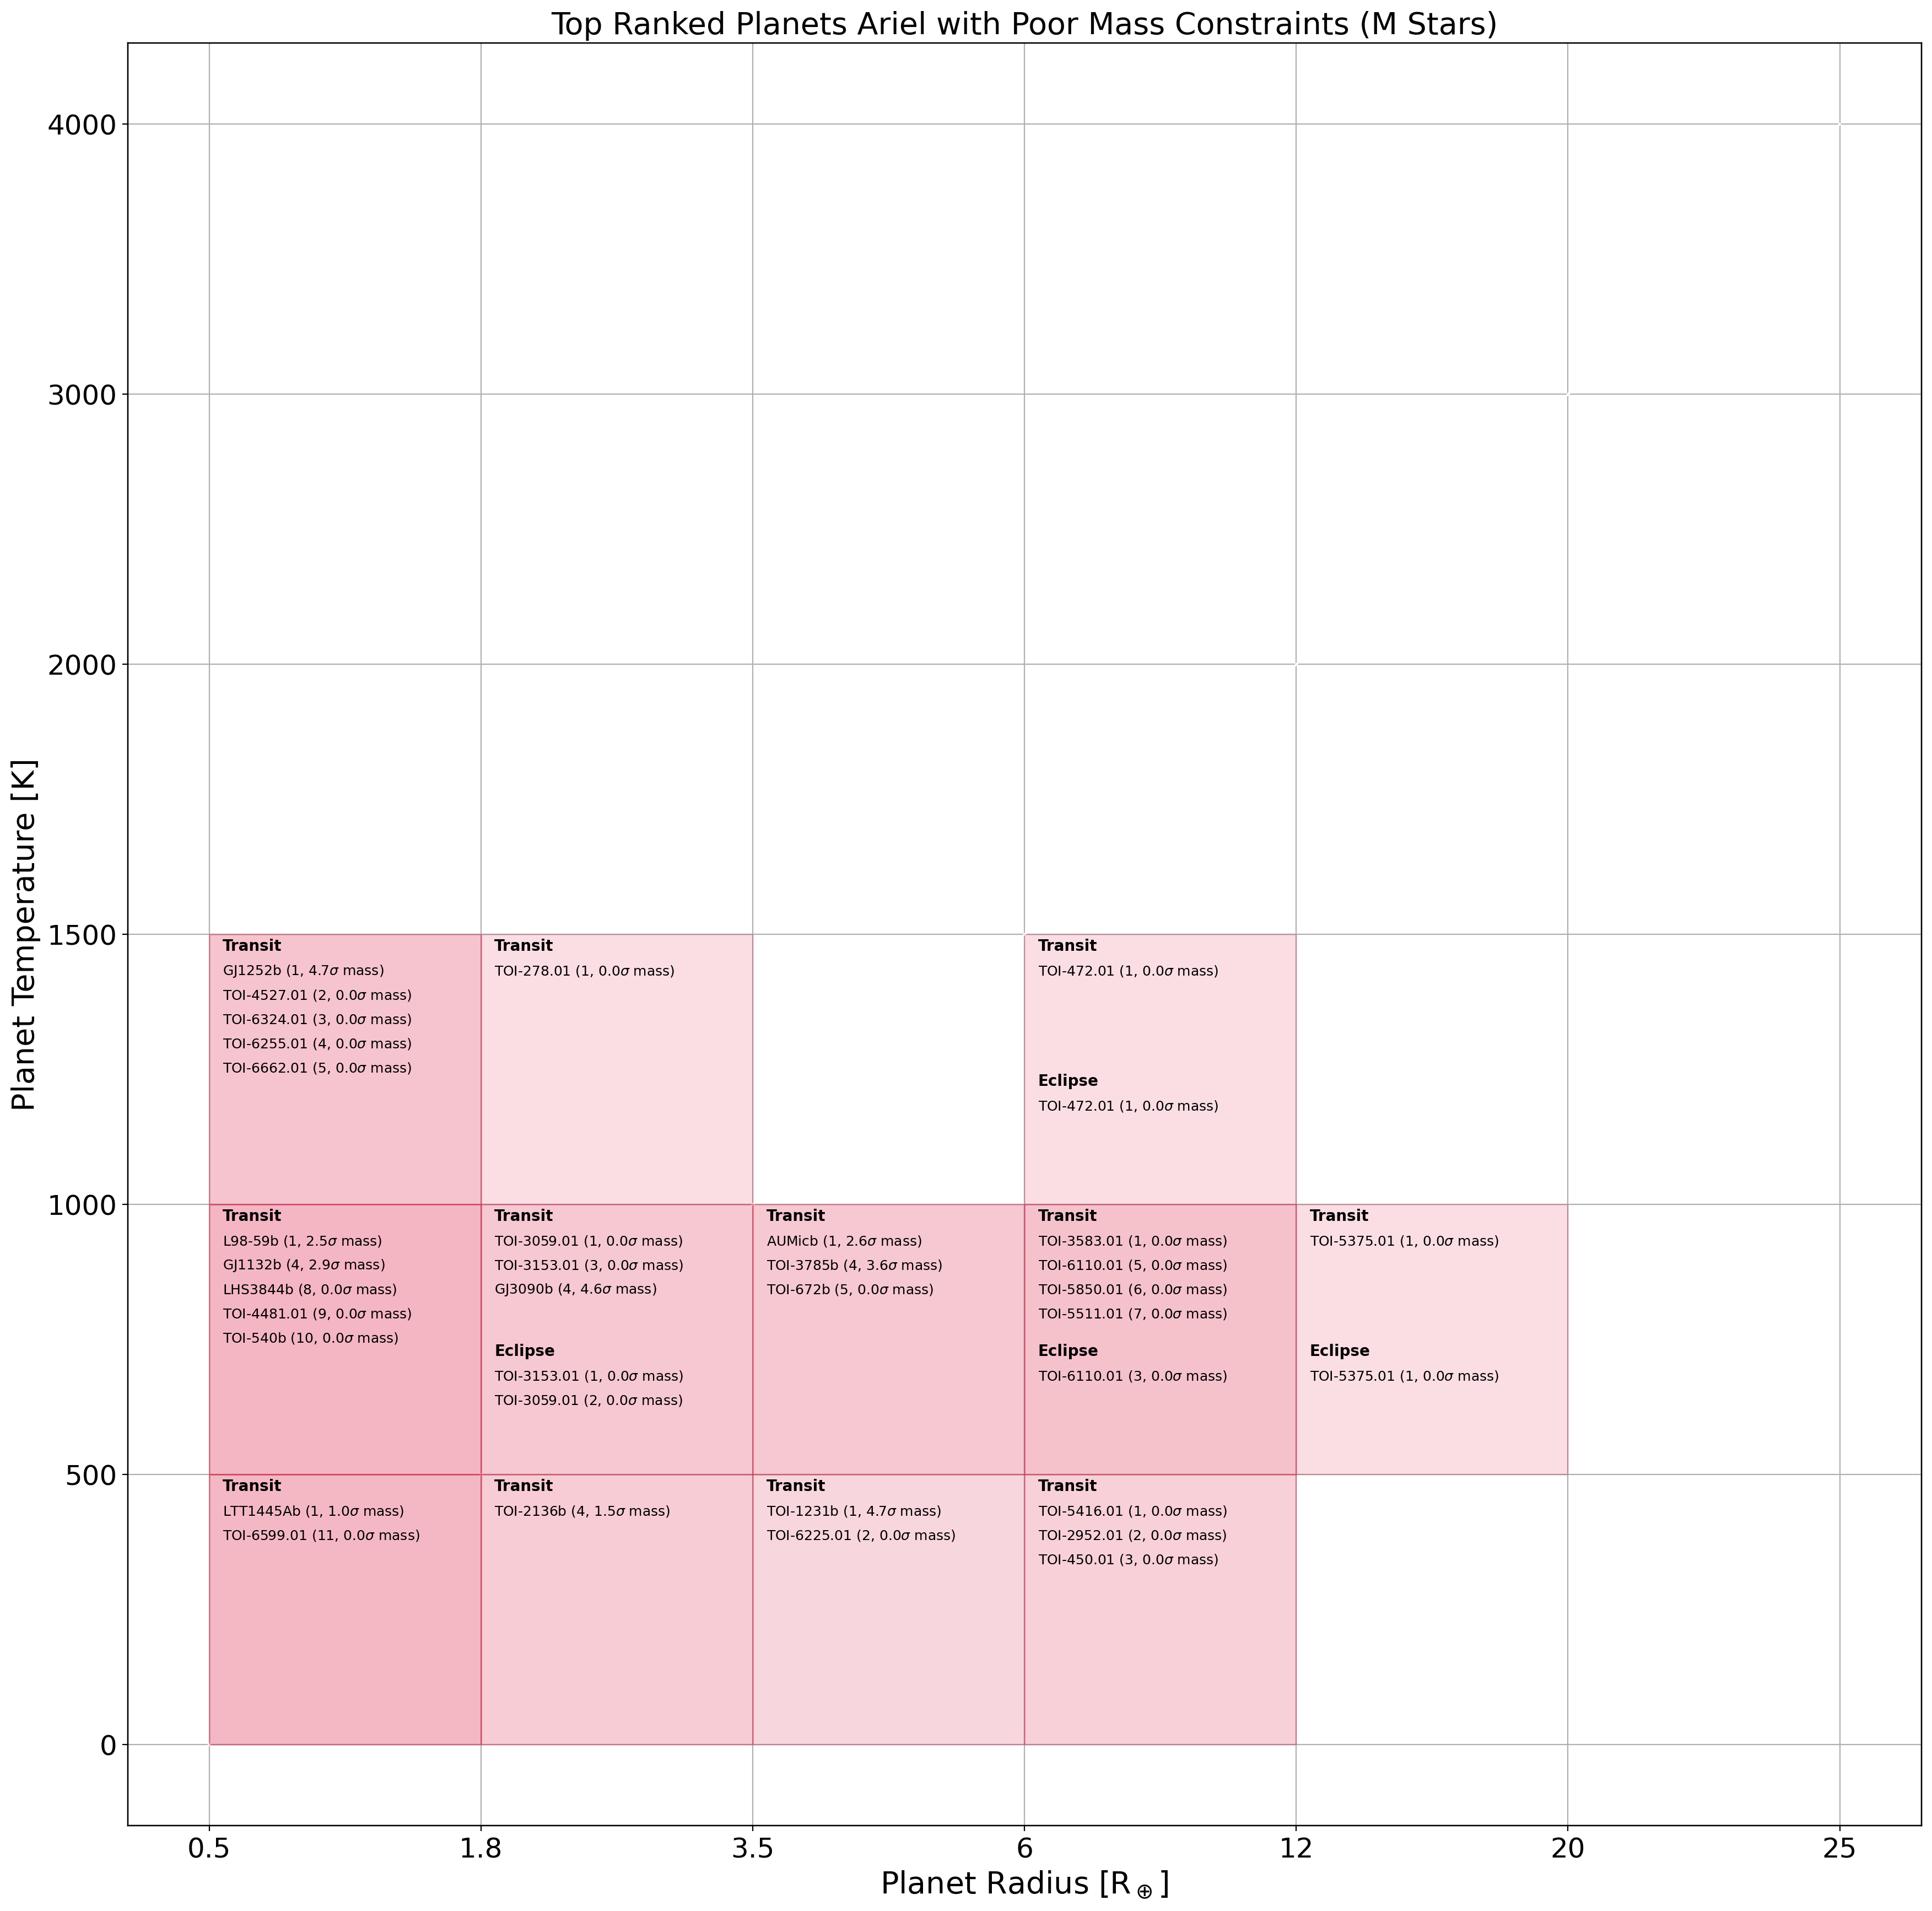 Top Ranked Planets Ariel with Poor Mass Constraints (M Stars)
Planet Temperature [K]
4000
3000
2000
1500
1000
500
0
Transit
GJ1252b (1, 4.7σ mass)
TOI-4527.01 (2, 0.0σ mass)
TOI-6324.01 (3, 0.0σ mass)
TOI-6255.01 (4, 0.0σ mass)
TOI-6662.01 (5, 0.0σ mass)
Transit
TOI-278.01 (1, 0.0σ mass)
Transit
TOI-472.01 (1, 0.0σ mass)
Eclipse
TOI-472.01 (1, 0.0σ mass)
Transit
L98-59b (1, 2.5σ mass)
GJ1132b (4, 2.9σ mass)
LHS3844b (8, 0.0σ mass)
TOI-4481.01 (9, 0.0σ mass)
TOI-540b (10, 0.0σ mass)
Transit
TOI-3059.01 (1, 0.0σ mass)
TOI-3153.01 (3, 0.0σ mass)
GJ3090b (4, 4.6σ mass)
Eclipse
TOI-3153.01 (1, 0.0σ mass)
TOI-3059.01 (2, 0.0σ mass)
Transit
AUMicb (1, 2.6σ mass)
TOI-3785b (4, 3.6σ mass)
TOI-672b (5, 0.0σ mass)
Transit
TOI-3583.01 (1, 0.0σ mass)
TOI-6110.01 (5, 0.0σ mass)
TOI-5850.01 (6, 0.0σ mass)
TOI-5511.01 (7, 0.0σ mass)
Eclipse
TOI-6110.01 (3, 0.0σ mass)
Transit
TOI-5375.01 (1, 0.0σ mass)
Eclipse
TOI-5375.01 (1, 0.0σ mass)
Transit
LTT1445Ab (1, 1.0σ mass)
TOI-6599.01 (11, 0.0σ mass)
Transit
TOI-2136b (4, 1.5σ mass)
Transit
TOI-1231b (1, 4.7σ mass)
TOI-6225.01 (2, 0.0σ mass)
Transit
TOI-5416.01 (1, 0.0σ mass)
TOI-2952.01 (2, 0.0σ mass)
TOI-450.01 (3, 0.0σ mass)
0.5 1.8 3.5 6 12 20 25
Planet Radius [R⊕]